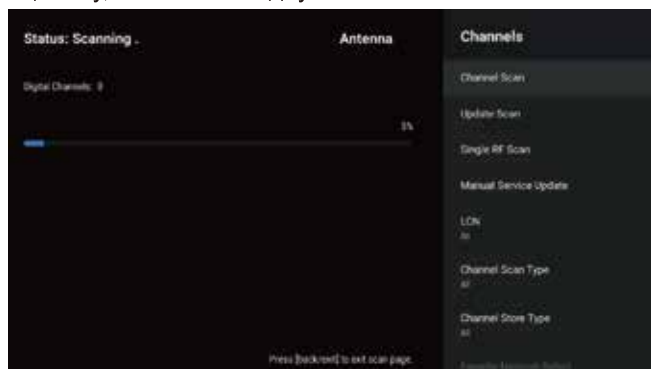 Status: Scanning .
Antenna
Digital Channels: 0
Press [back/exit] to exit scan page.
Channels
Channel Scan
Update Scan
Single RF Scan
Manual Service Update
LCN
Channel Scan Type
All
Channel Store Type
All